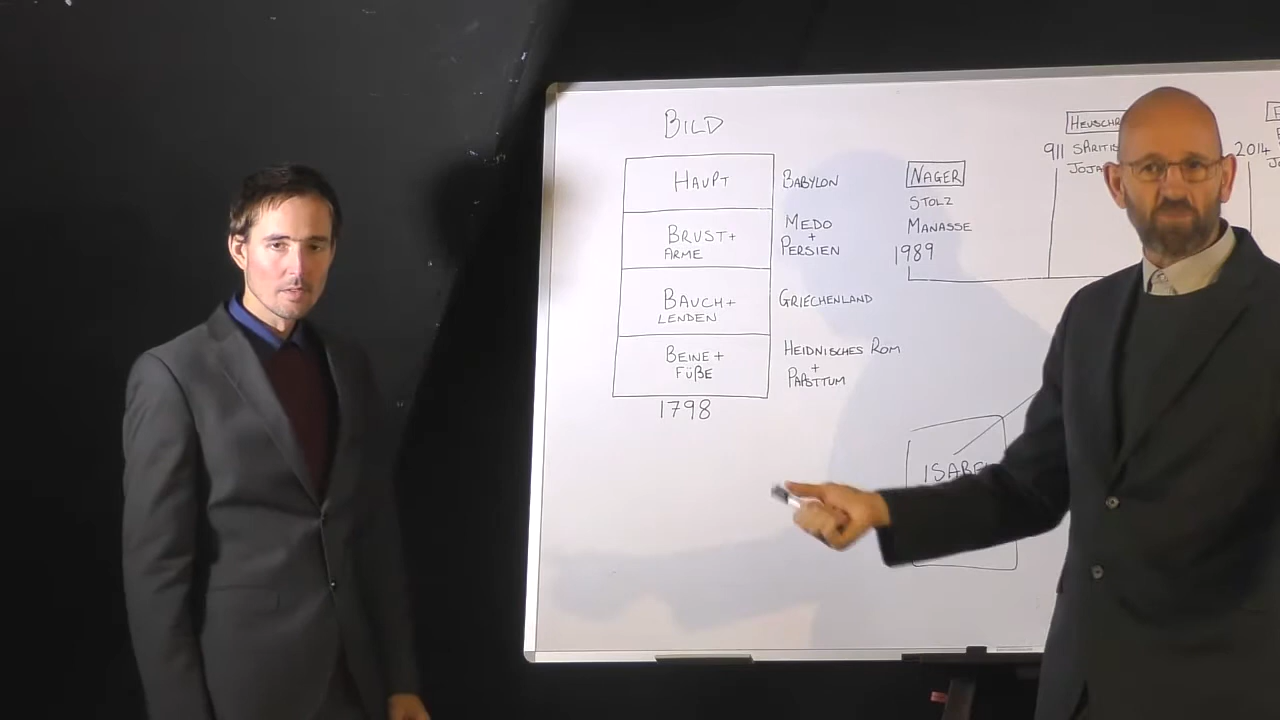 BILD
HAUPT
BABYLON
BRUST+
ARME
MEDO
+
PERSIEN
BAUCH+
LENDEN
GRIECHENLAND
BEINE+
FÜßE
HEIDNISCHES ROM
+
PAPSTTUM
1798
NAGER
STOLZ
MANASSE
1989
911
2014